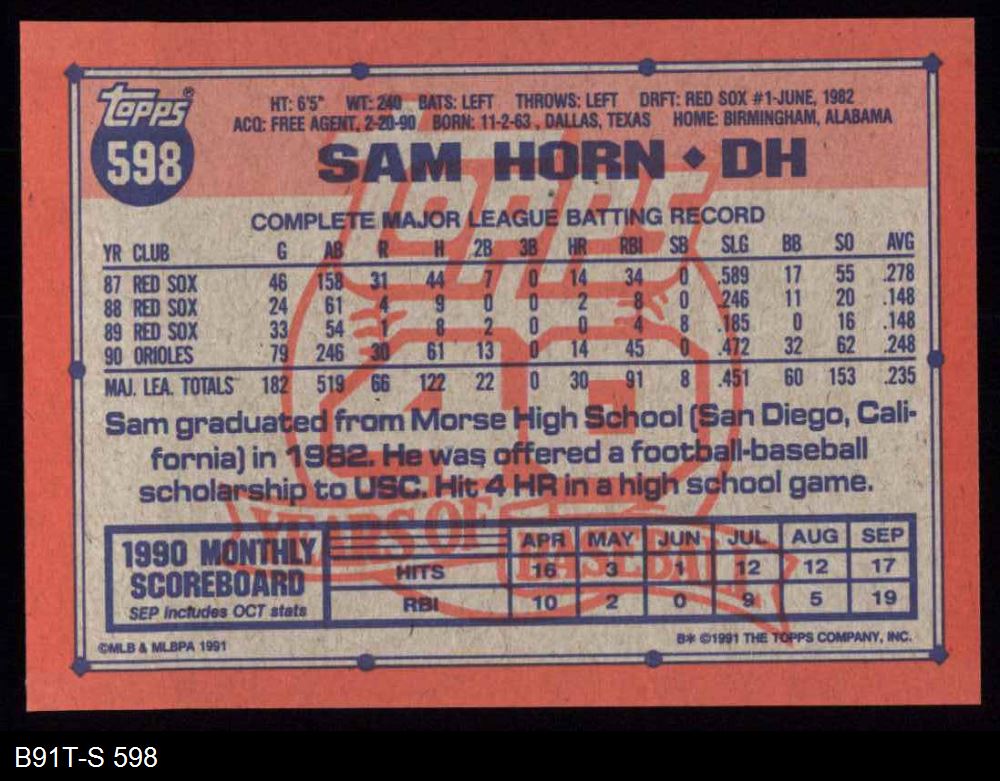 Topps®
598
HT: 6'5" WT: 240 BATS: LEFT THROWS: LEFT DRFT: RED SOX #1-JUNE, 1982
ACQ: FREE AGENT, 2-20-90 BORN: 11-2-63, DALLAS, TEXAS HOME: BIRMINGHAM, ALABAMA
SAM HORN ◆ DH
COMPLETE MAJOR LEAGUE BATTING RECORD
YR CLUB G AB R H 2B 3B HR RBI SB SLG BB SO AVG
87 RED SOX 46 158 31 44 7 0 14 34 0 .589 17 55 .278
88 RED SOX 24 61 4 9 0 0 2 8 0 .246 11 20 .148
89 RED SOX 33 54 1 8 2 0 0 4 8 .185 0 16 .148
90 ORIOLES 79 246 30 61 13 0 14 45 0 .472 32 62 .248
MAJ. LEA. TOTALS 182 519 66 122 22 0 30 91 8 .451 60 153 .235
Topps
40
YEARS OF
BASEBALL
Sam graduated from Morse High School (San Diego, Cali-
fornia) in 1982. He was offered a football-baseball
scholarship to USC. Hit 4 HR in a high school game.
1990 MONTHLY
SCOREBOARD
SEP includes OCT stats
APR MAY JUN JUL AUG SEP
HITS 16 3 1 12 12 17
RBI 10 2 0 9 5 19
©MLB & MLBPA 1991
B* ©1991 THE TOPPS COMPANY, INC.
B91T-S 598